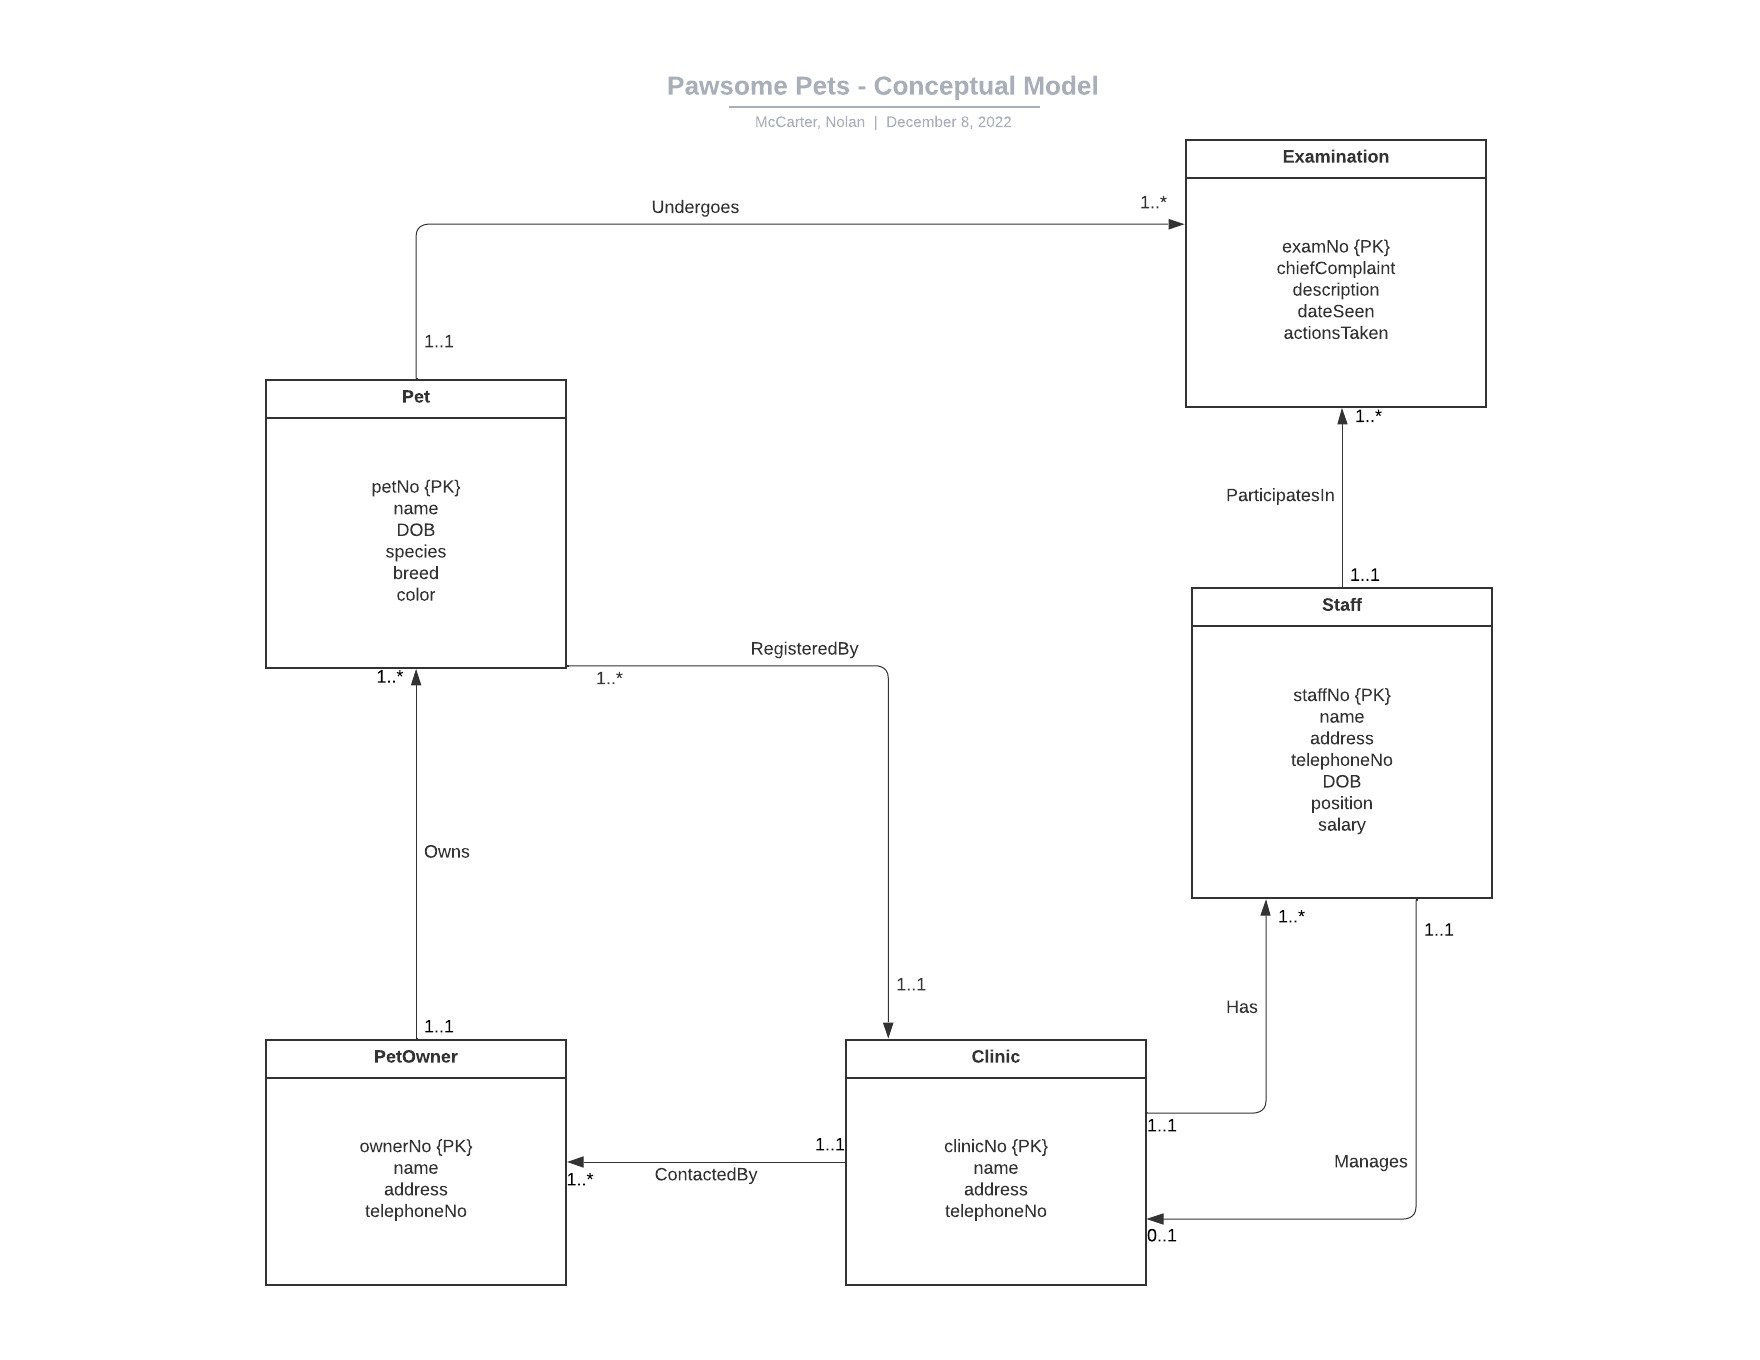 Pawsome Pets - Conceptual Model
McCarter, Nolan | December 8, 2022
Examination
examNo {PK}
chiefComplaint
description
dateSeen
actionsTaken
Undergoes
1..*
1..1
Pet
petNo {PK}
name
DOB
species
breed
color
1..*
ParticipatesIn
1..1
Staff
staffNo {PK}
name
address
telephoneNo
DOB
position
salary
RegisteredBy
1..*
1..*
1..1
Owns
1..1
1..*
1..1
Has
1..1
Manages
0..1
PetOwner
ownerNo {PK}
name
address
telephoneNo
1..1
ContactedBy
1..*
Clinic
clinicNo {PK}
name
address
telephoneNo